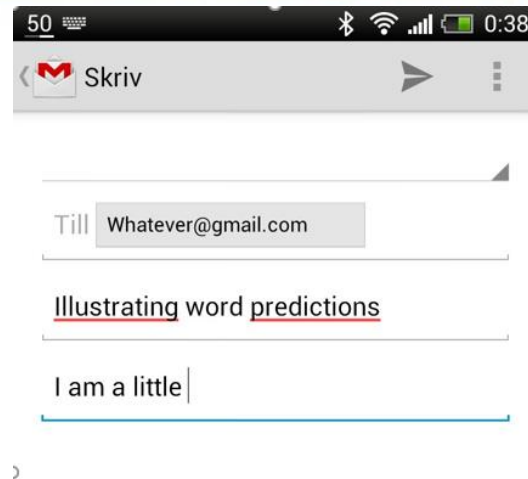 50 0:38
Skriv
Till Whatever@gmail.com
Illustrating word predictions
I am a little